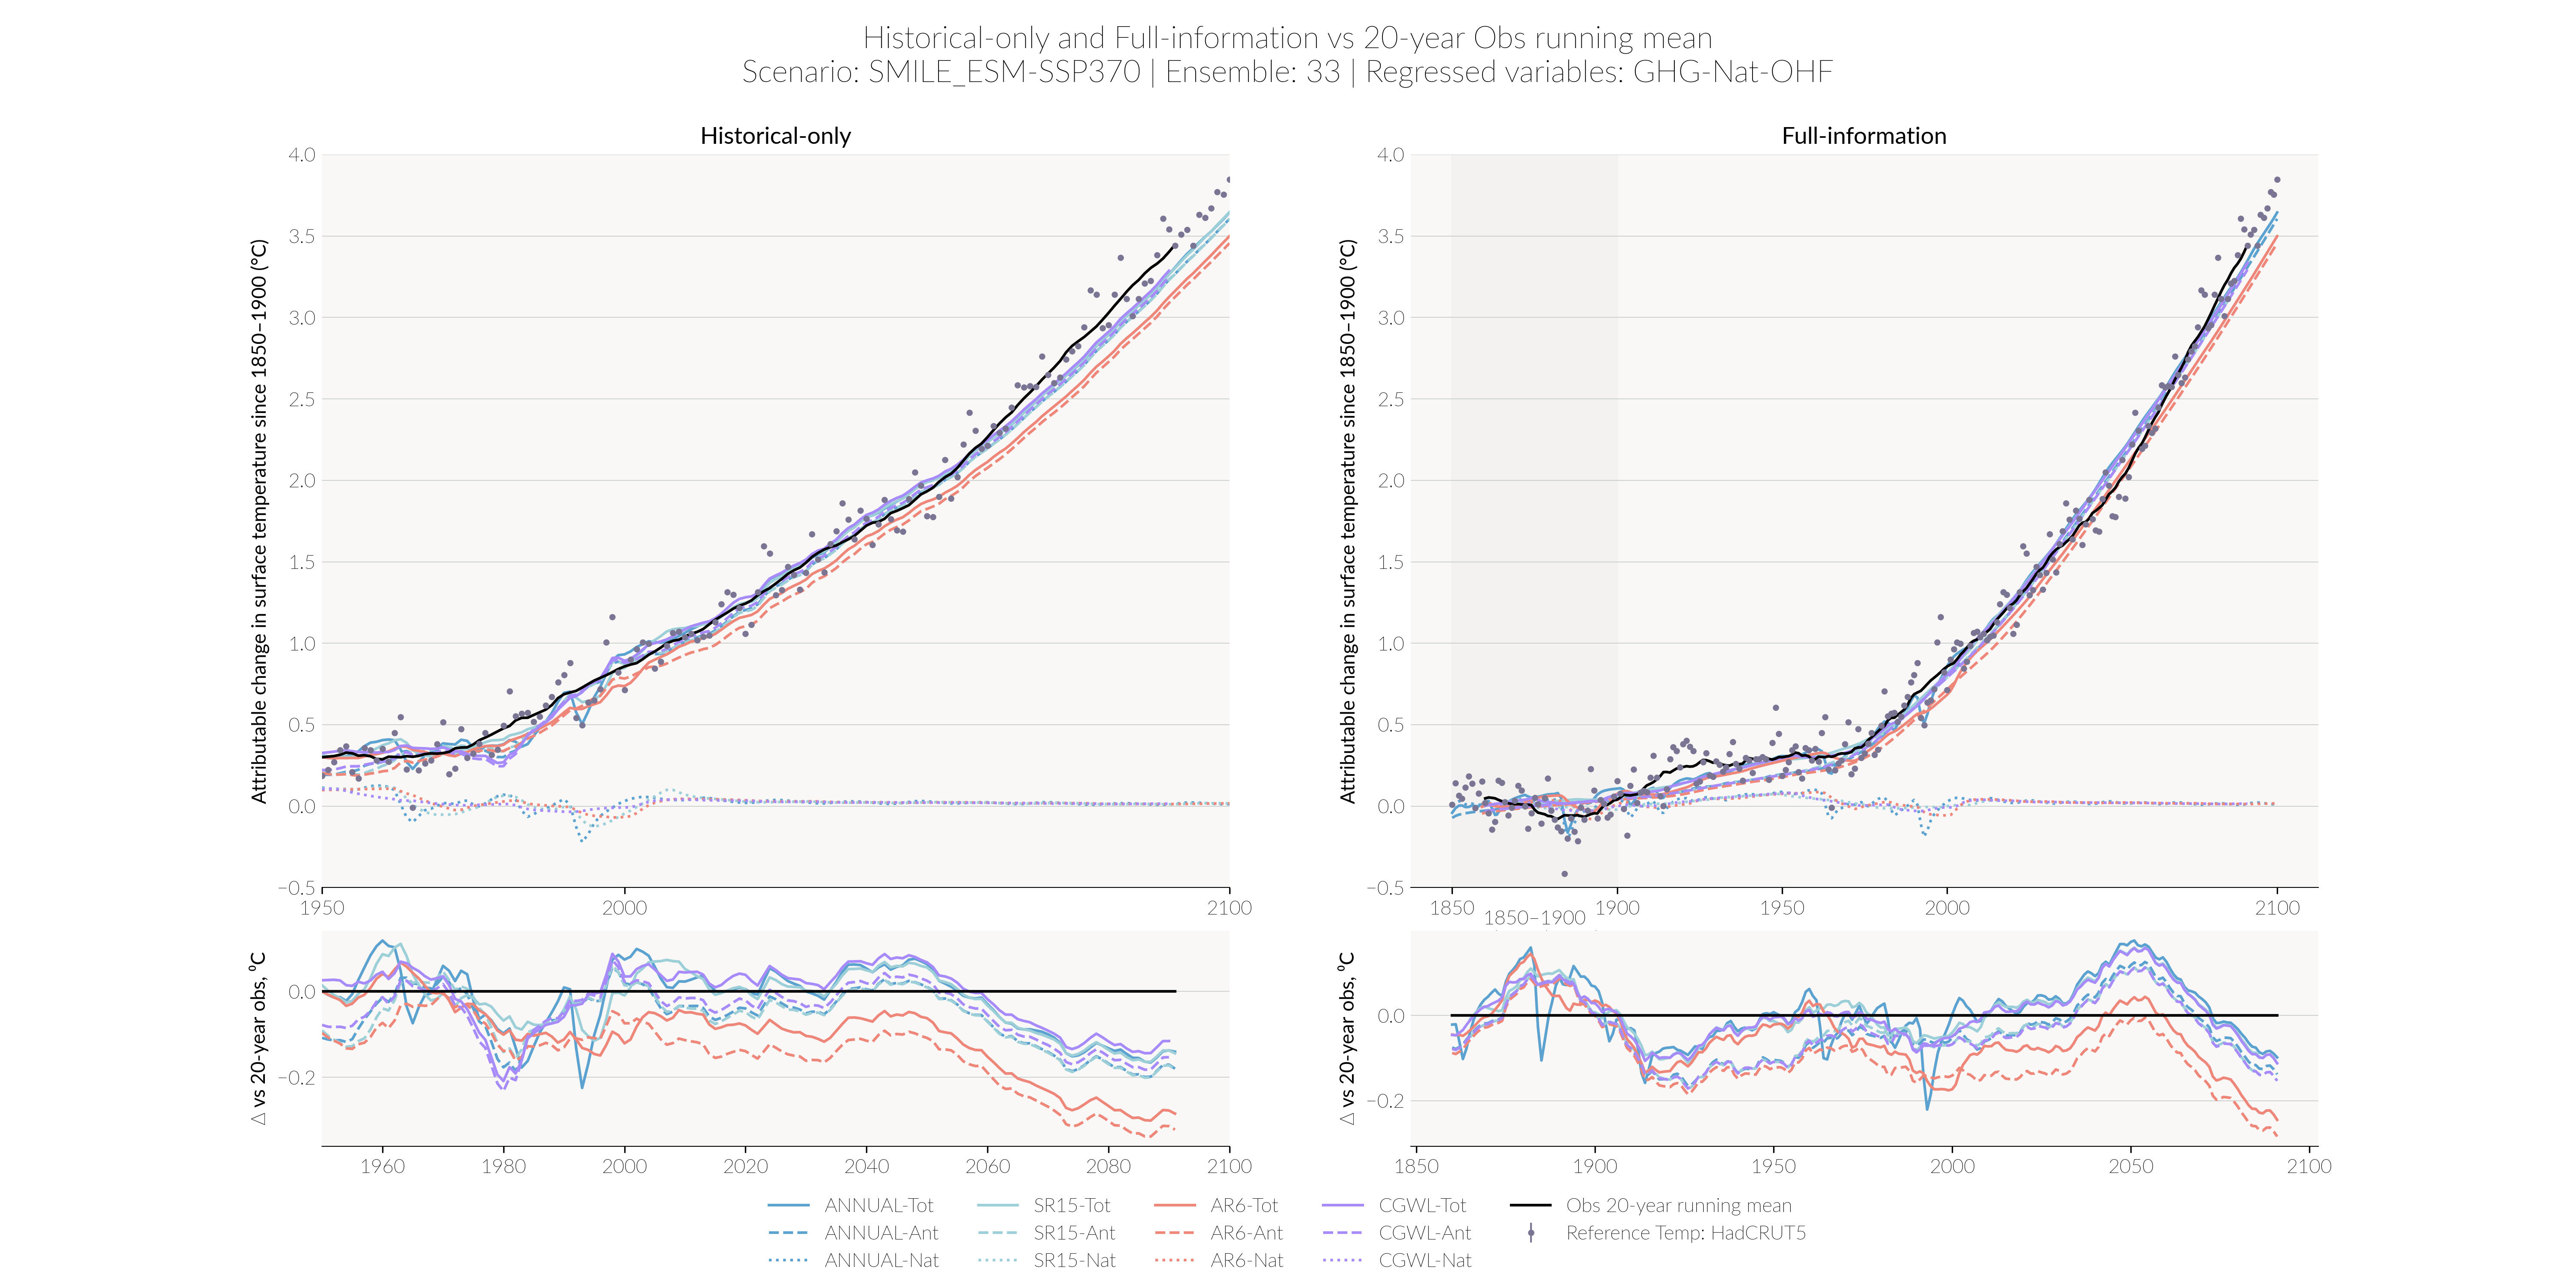 Historical-only and Full-information vs 20-year Obs running mean
Scenario: SMILE_ESM-SSP370 | Ensemble: 33 | Regressed variables: GHG-Nat-OHF
Historical-only
Attributable change in surface temperature since 1850–1900 (°C)
4.0
3.5
3.0
2.5
2.0
1.5
1.0
0.5
0.0
−0.5
1950 2000 2100
Full-information
Attributable change in surface temperature since 1850–1900 (°C)
4.0
3.5
3.0
2.5
2.0
1.5
1.0
0.5
0.0
−0.5
1850 1900 1950 2000 2100
1850–1900
△ vs 20-year obs, °C
0.0
−0.2
1960 1980 2000 2020 2040 2060 2080 2100
△ vs 20-year obs, °C
0.0
−0.2
1850 1900 1950 2000 2050 2100
ANNUAL-Tot SR15-Tot AR6-Tot CGWL-Tot Obs 20-year running mean
ANNUAL-Ant SR15-Ant AR6-Ant CGWL-Ant Reference Temp: HadCRUT5
ANNUAL-Nat SR15-Nat AR6-Nat CGWL-Nat